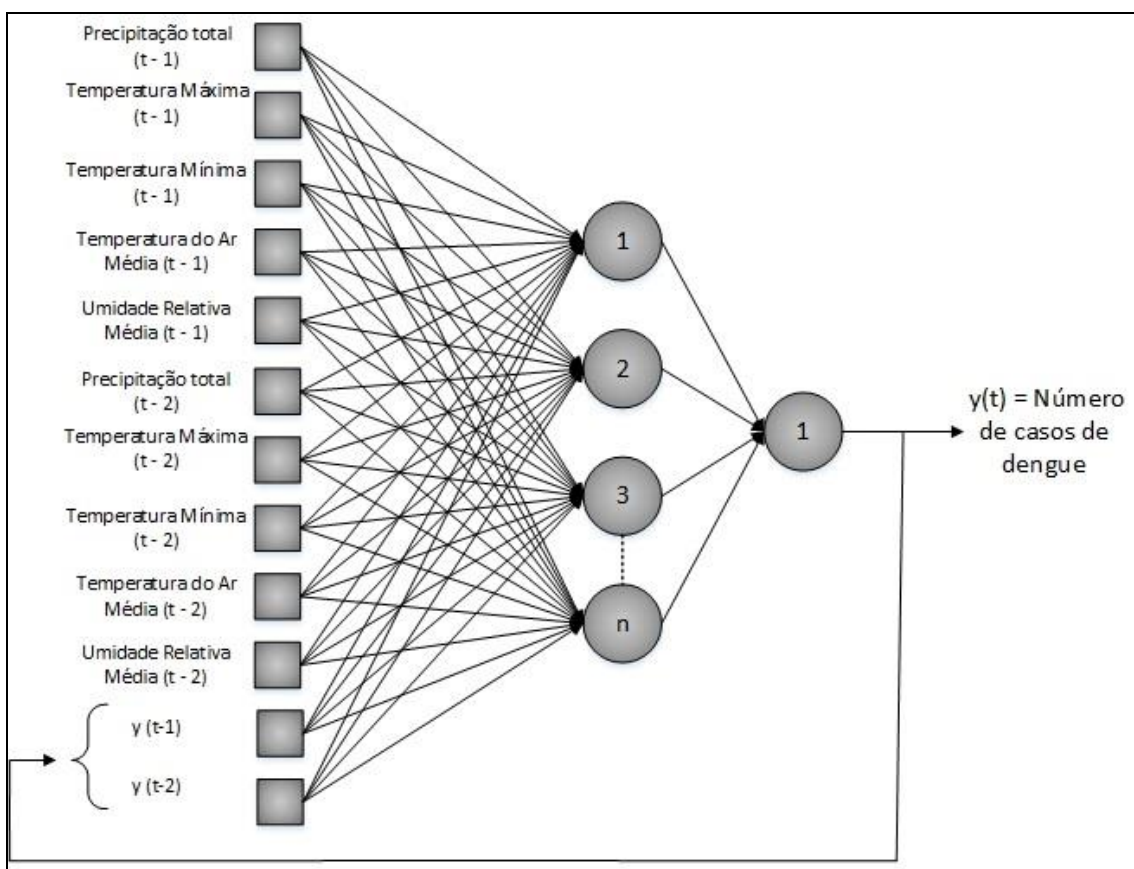 Precipitação total
(t - 1)
Temperatura Máxima
(t - 1)
Temperatura Mínima
(t - 1)
Temperatura do Ar
Média (t - 1)
Umidade Relativa
Média (t - 1)
Precipitação total
(t - 2)
Temperatura Máxima
(t - 2)
Temperatura Mínima
(t - 2)
Temperatura do Ar
Média (t - 2)
Umidade Relativa
Média (t - 2)
y (t-1)
y (t-2)
1
2
3
n
1
y(t) = Número
de casos de
dengue